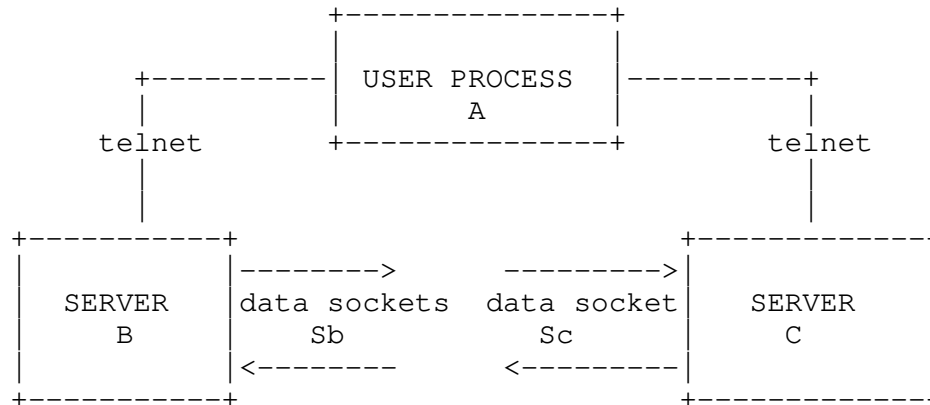 USER PROCESS
A
telnet telnet
SERVER data sockets data socket SERVER
B Sb Sc C